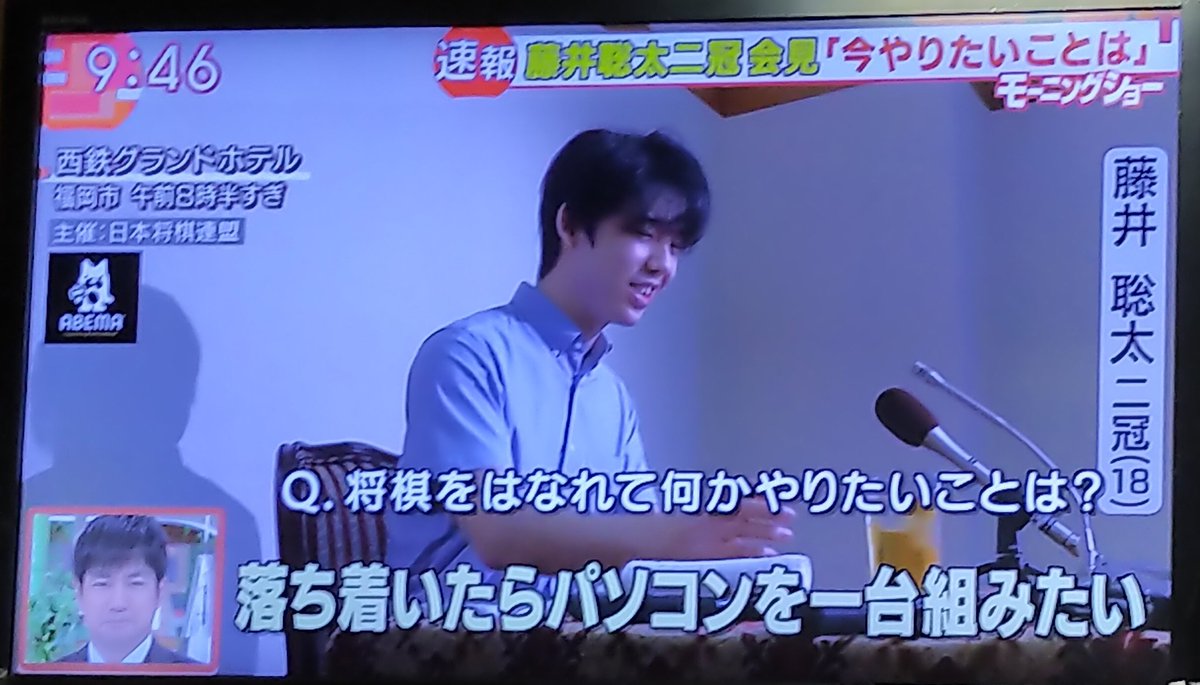 9:46
速報 藤井聡太二冠 会見「今やりたいことは」
モーニングショー
西鉄グランドホテル
福岡市 午前8時半すぎ
主催:日本将棋連盟
ABEMA
藤井 聡太 二冠(18)
Q.将棋をはなれて何かやりたいことは?
落ち着いたらパソコンを一台組みたい